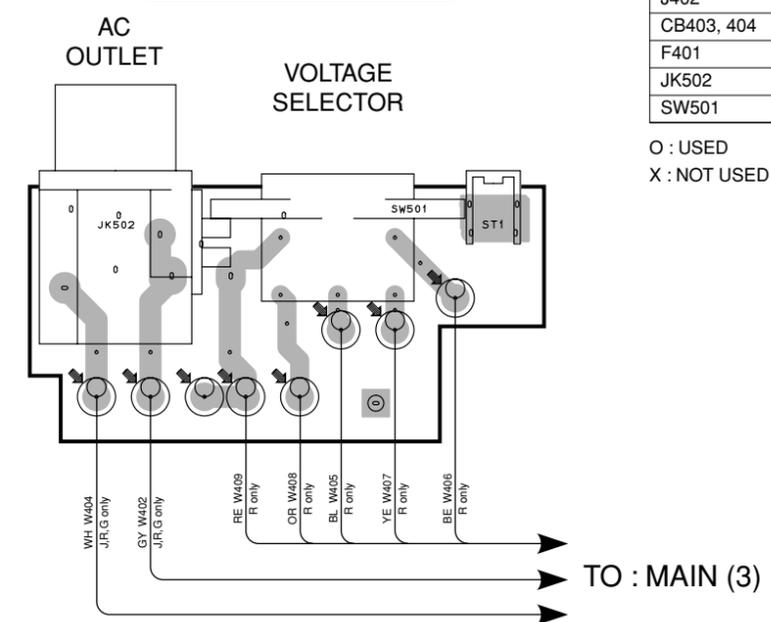 J402
CB403, 404
F401
JK502
SW501
O : USED
X : NOT USED
AC
OUTLET
VOLTAGE
SELECTOR
JK502
SW501
ST1
WH W404
J,R,G only
GY W402
J,R,G only
RE W409
R only
OR W408
R only
BL W405
R only
YE W407
R only
BE W406
R only
TO : MAIN (3)